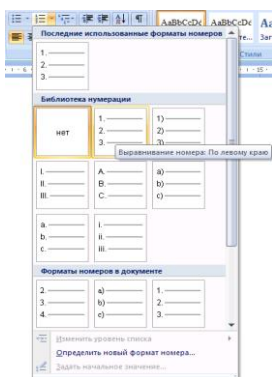 AaBbCcDc AaBbCcDc Aa
Последние использованные форматы номеров
1.
2.
3.
Стили
Библиотека нумерации
нет
1.
2.
3.
1)
2)
3)
Выравнивание номера: По левому краю
I.
II.
III.
A.
B.
C.
a)
b)
c)
a.
b.
c.
i.
ii.
iii.
Форматы номеров в документе
2.
3.
4.
a)
b)
c)
1.
2.
3.
Изменить уровень списка
Определить новый формат номера...
Задать начальное значение...